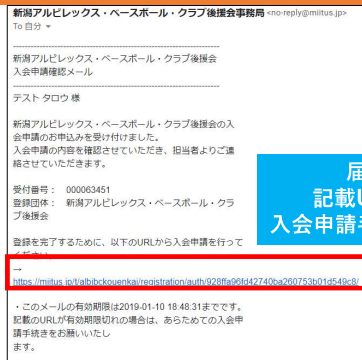 新潟アルビレックス・ベースボール・クラブ後援会事務局 <no-reply@miitus.jp>
To 自分
新潟アルビレックス・ベースボール・クラブ後援会
入会申請確認メール
テスト タロウ 様
新潟アルビレックス・ベースボール・クラブ後援会の入
会申請のお申込みを受け付けました。
入会申請の内容を確認させていただき、担当者よりご連
絡させていただきます。
受付番号： 000063451
登録団体： 新潟アルビレックス・ベースボール・クラ
ブ後援会
届
記載U
入会申請手
登録を完了するために、以下のURLから入会申請を行って
→
https://miitus.jp/t/albibckouenkai/registration/auth/928ffa96fd42740ba260753b01d549c8/
・このメールの有効期限は2019-01-10 18:48:31までです。
記載のURLが有効期限切れの場合は、あらためての入会申
請手続きをお願いいたし
ます。